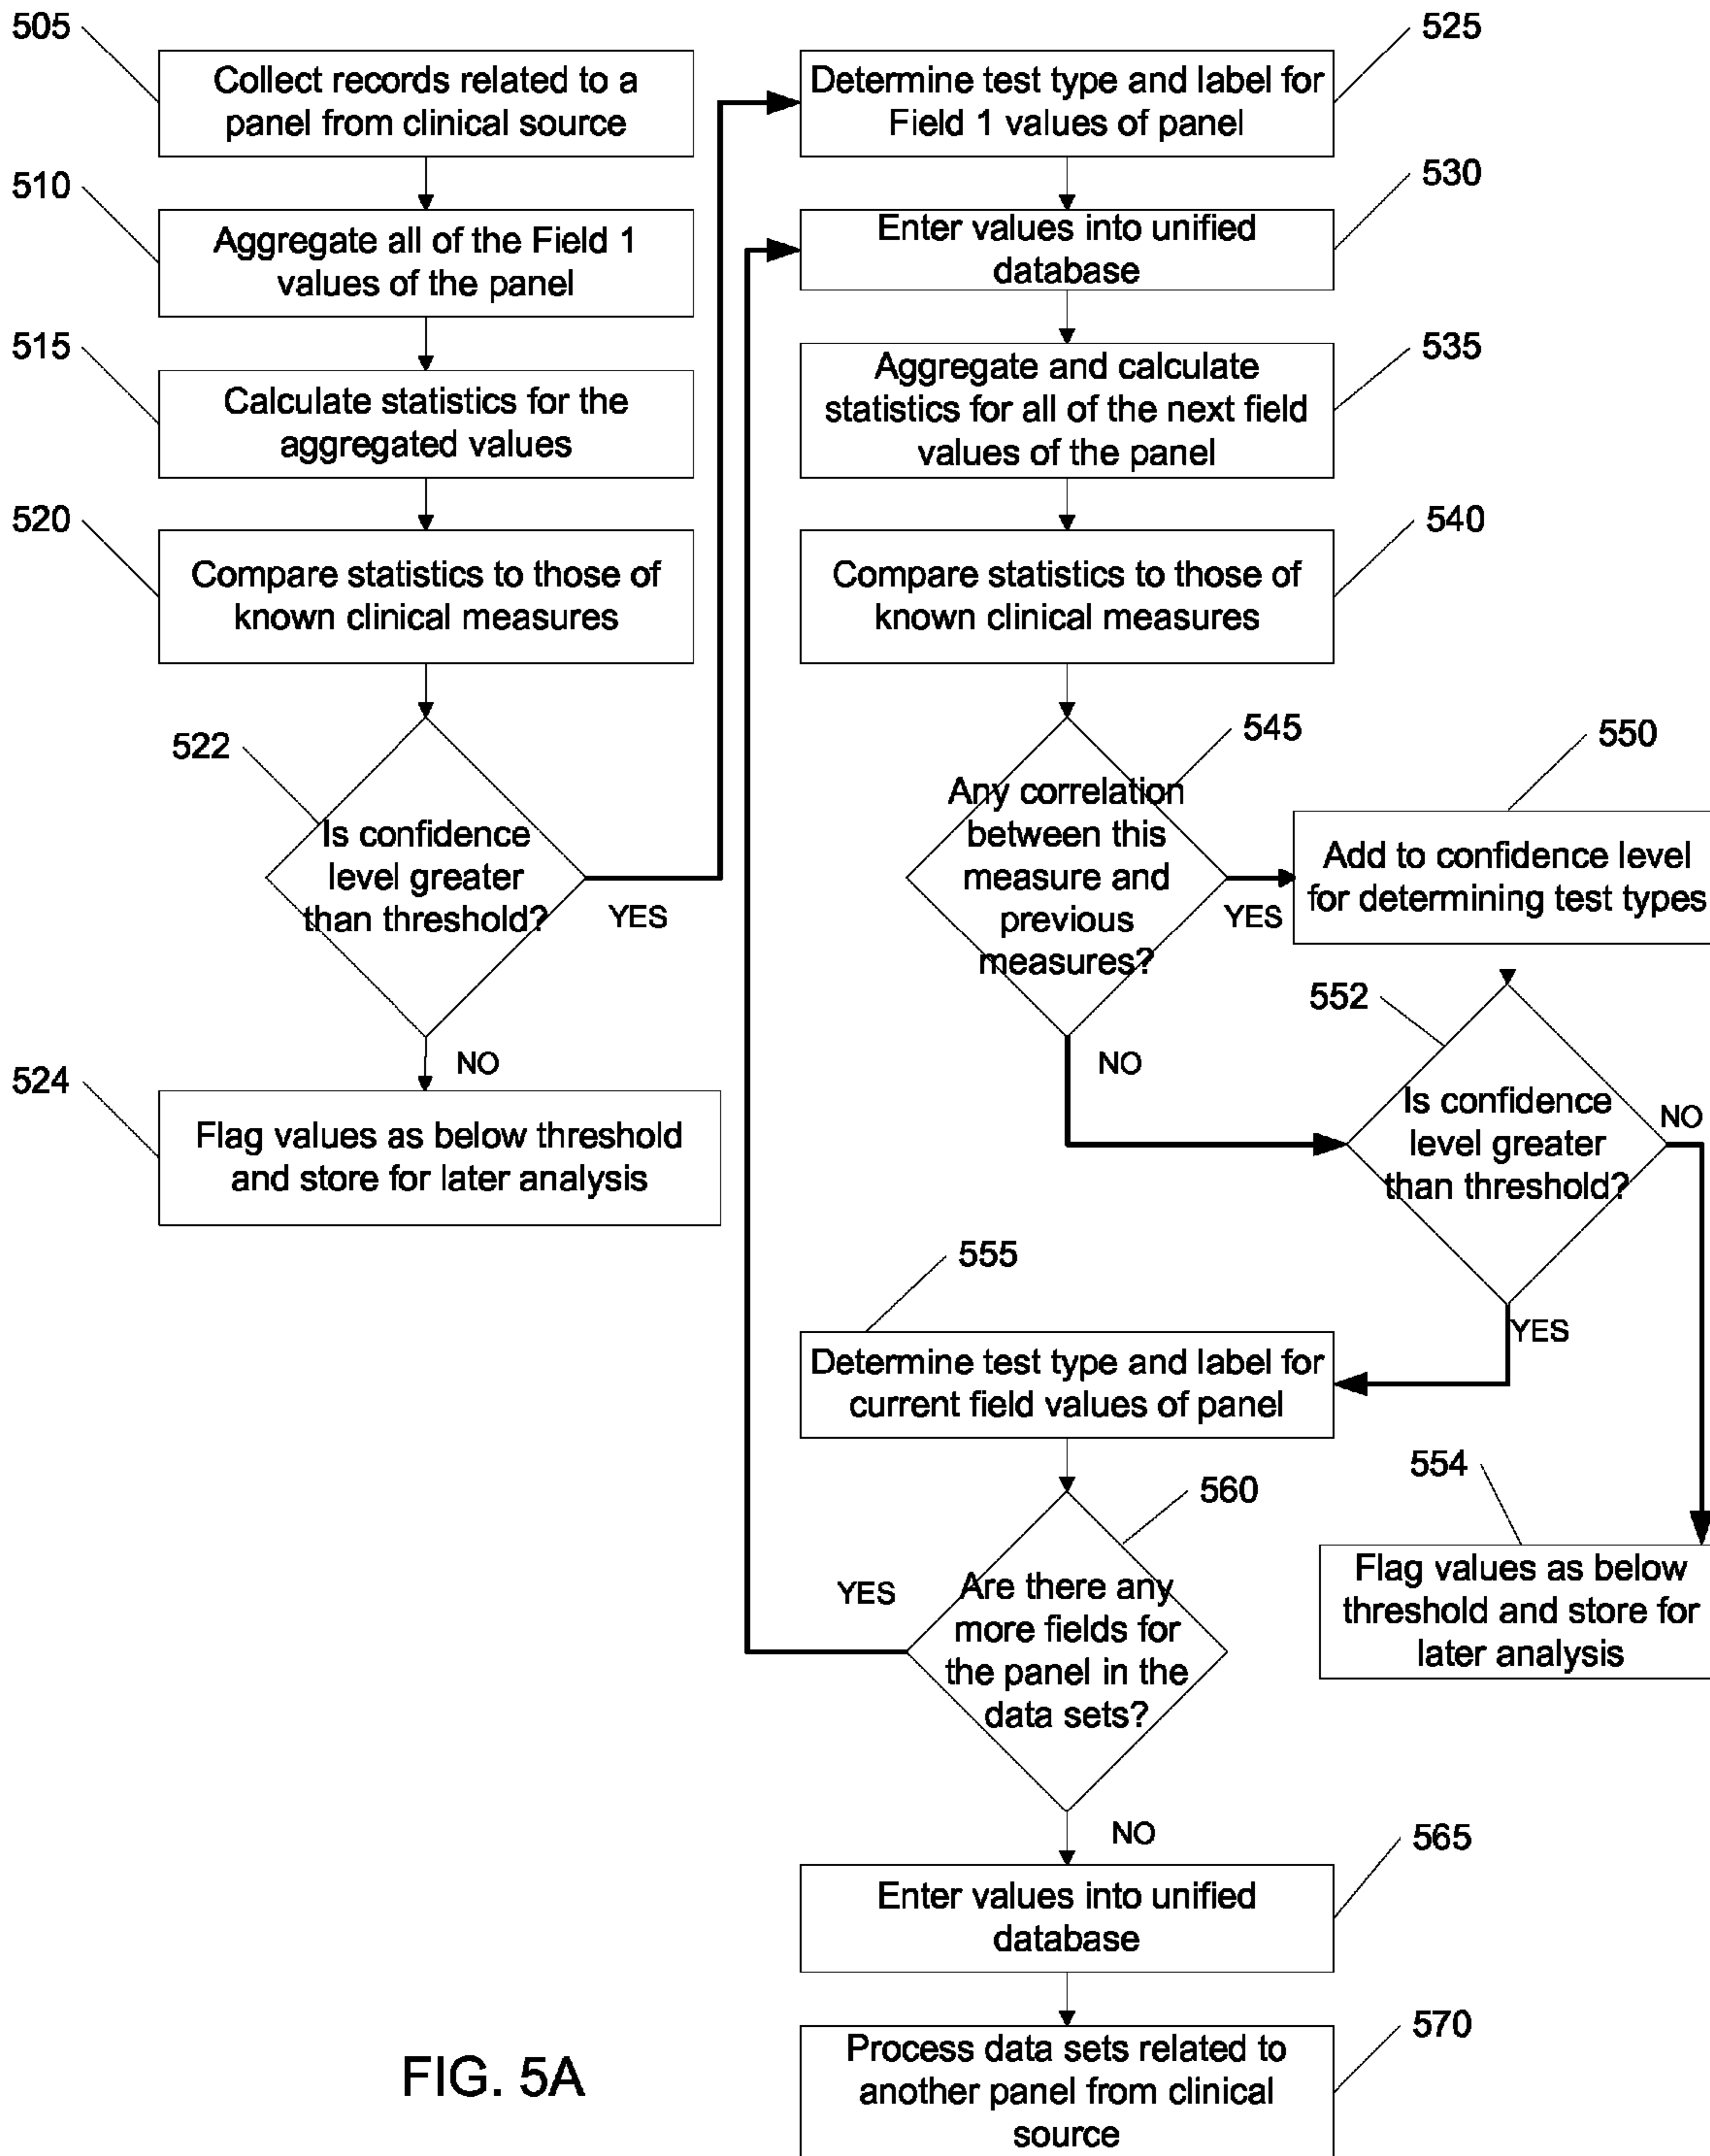 505
Collect records related to a
panel from clinical source
510
Aggregate all of the Field 1
values of the panel
515
Calculate statistics for the
aggregated values
520
Compare statistics to those of
known clinical measures
522
Is confidence
level greater
than threshold?
YES
NO
524
Flag values as below threshold
and store for later analysis
525
Determine test type and label for
Field 1 values of panel
530
Enter values into unified
database
535
Aggregate and calculate
statistics for all of the next field
values of the panel
540
Compare statistics to those of
known clinical measures
545
Any correlation
between this
measure and
previous
measures?
YES
NO
550
Add to confidence level
for determining test types
552
Is confidence
level greater
than threshold?
NO
YES
554
Flag values as below
threshold and store for
later analysis
555
Determine test type and label for
current field values of panel
560
Are there any
more fields for
the panel in the
data sets?
YES
NO
565
Enter values into unified
database
570
Process data sets related to
another panel from clinical
source
FIG. 5A